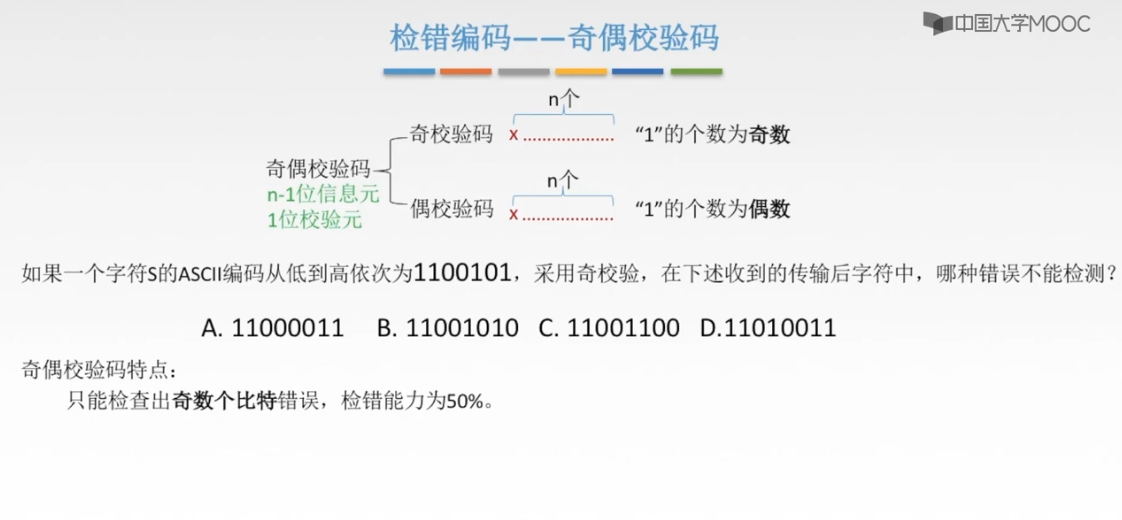 中国大学MOOC
检错编码——奇偶校验码
n个
奇校验码 x .................. “1”的个数为奇数
奇偶校验码
n个
n-1位信息元
偶校验码 x .................. “1”的个数为偶数
1位校验元
如果一个字符S的ASCII编码从低到高依次为1100101，采用奇校验，在下述收到的传输后字符中，哪种错误不能检测？
A. 11000011 B. 11001010 C. 11001100 D.11010011
奇偶校验码特点：
只能检查出奇数个比特错误，检错能力为50%。